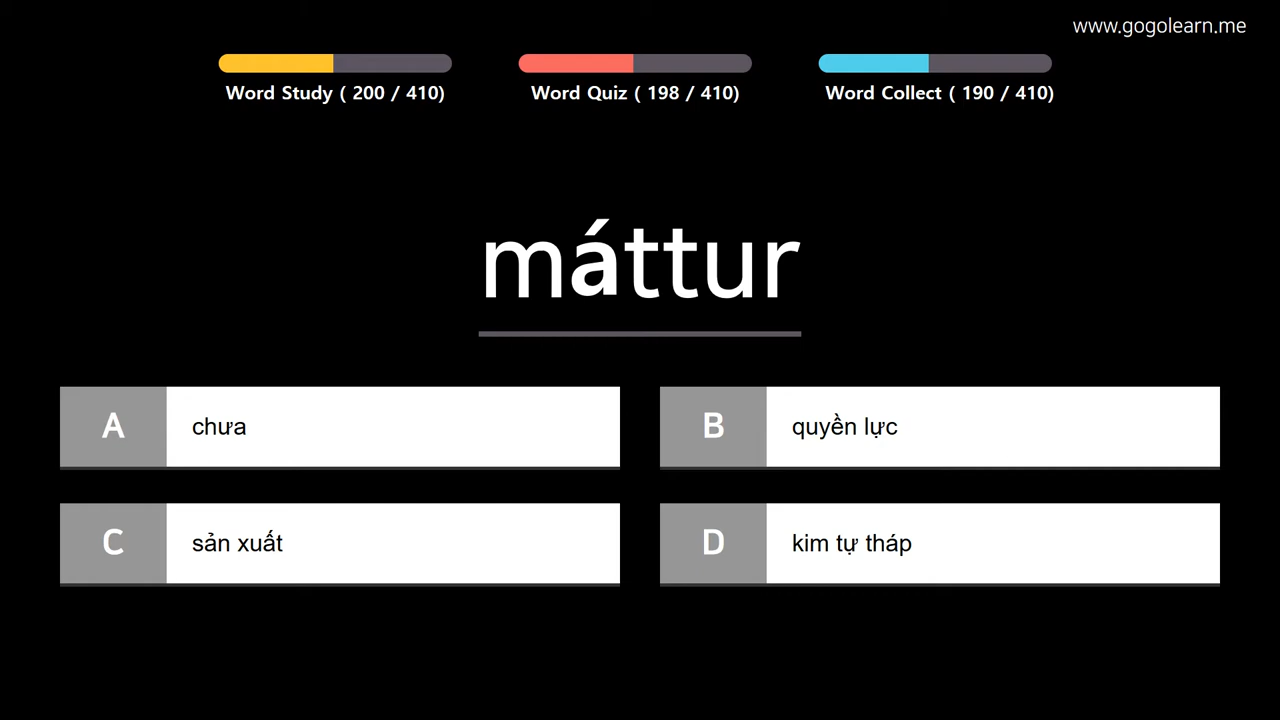 www.gogolearn.me
Word Study ( 200 / 410)
Word Quiz ( 198 / 410)
Word Collect ( 190 / 410)
máttur
A
chưa
B
quyền lực
C
sản xuất
D
kim tự tháp